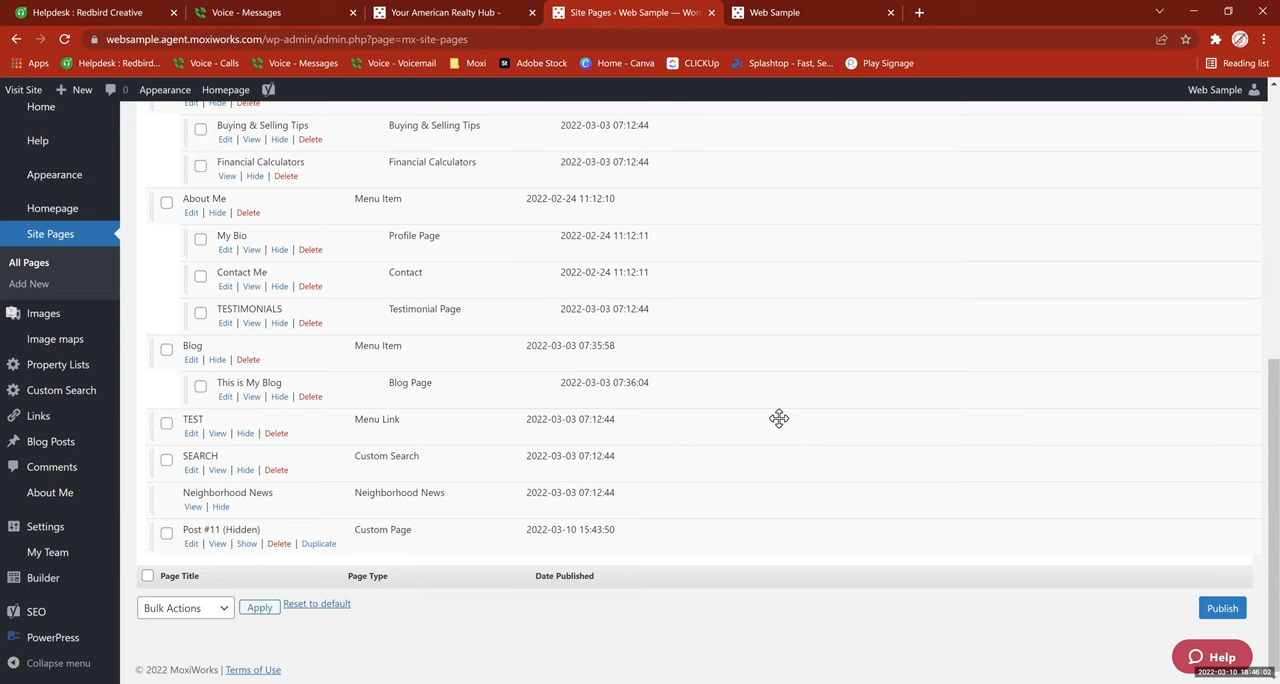 Helpdesk : Redbird Creative
Voice - Messages
Your American Realty Hub -
Site Pages ‹ Web Sample — Wor
Web Sample
websample.agent.moxiworks.com/wp-admin/admin.php?page=mx-site-pages
Apps
Helpdesk : Redbird...
Voice - Calls
Voice - Messages
Voice - Voicemail
Moxi
Adobe Stock
Home - Canva
CLICKUp
Splashtop - Fast, Se...
Play Signage
Reading list
Visit Site
New
0
Appearance
Homepage
Web Sample
Home
Help
Appearance
Homepage
Site Pages
All Pages
Add New
Images
Image maps
Property Lists
Custom Search
Links
Blog Posts
Comments
About Me
Settings
My Team
Builder
SEO
PowerPress
Collapse menu
Edit | Hide | Delete
Buying & Selling Tips Buying & Selling Tips 2022-03-03 07:12:44
Edit | View | Hide | Delete
Financial Calculators Financial Calculators 2022-03-03 07:12:44
View | Hide | Delete
About Me Menu Item 2022-02-24 11:12:10
Edit | Hide | Delete
My Bio Profile Page 2022-02-24 11:12:11
Edit | View | Hide | Delete
Contact Me Contact 2022-02-24 11:12:11
Edit | View | Hide | Delete
TESTIMONIALS Testimonial Page 2022-03-03 07:12:44
Edit | View | Hide | Delete
Blog Menu Item 2022-03-03 07:35:58
Edit | Hide | Delete
This is My Blog Blog Page 2022-03-03 07:36:04
Edit | View | Hide | Delete
TEST Menu Link 2022-03-03 07:12:44
Edit | View | Hide | Delete
SEARCH Custom Search 2022-03-03 07:12:44
Edit | View | Hide | Delete
Neighborhood News Neighborhood News 2022-03-03 07:12:44
View | Hide
Post #11 (Hidden) Custom Page 2022-03-10 15:43:50
Edit | View | Show | Delete | Duplicate
Page Title Page Type Date Published
Bulk Actions Apply Reset to default Publish
© 2022 MoxiWorks | Terms of Use
Help
2022-03-10 18:46:02